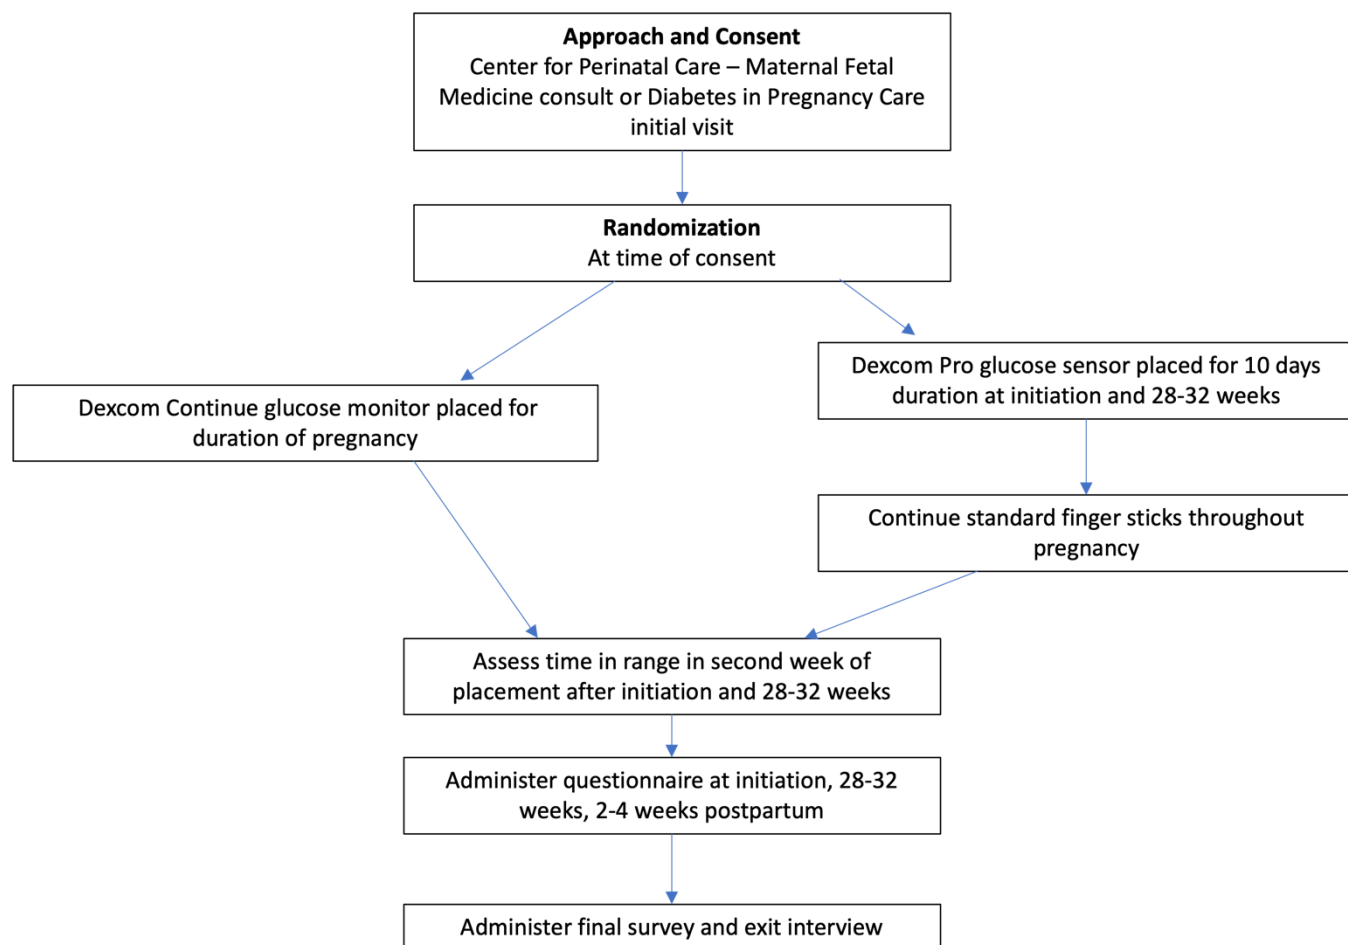 Approach and Consent
Center for Perinatal Care – Maternal Fetal
Medicine consult or Diabetes in Pregnancy Care
initial visit
Randomization
At time of consent
Dexcom Continue glucose monitor placed for
duration of pregnancy
Dexcom Pro glucose sensor placed for 10 days
duration at initiation and 28-32 weeks
Continue standard finger sticks throughout
pregnancy
Assess time in range in second week of
placement after initiation and 28-32 weeks
Administer questionnaire at initiation, 28-32
weeks, 2-4 weeks postpartum
Administer final survey and exit interview